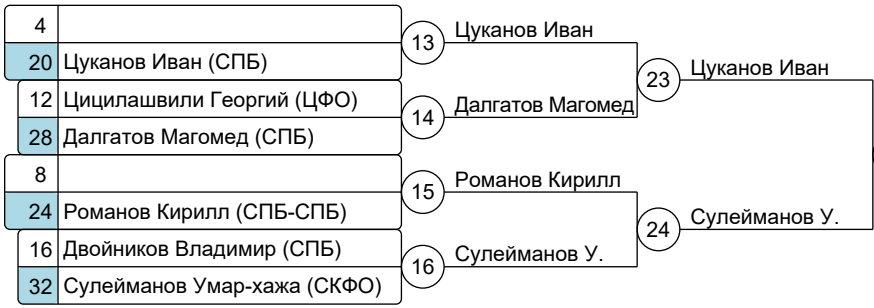 4
20 Цуканов Иван (СПБ)
13 Цуканов Иван
12 Цицилашвили Георгий (ЦФО)
28 Далгатов Магомед (СПБ)
14 Далгатов Магомед
23 Цуканов Иван
8
24 Романов Кирилл (СПБ-СПБ)
15 Романов Кирилл
16 Двойников Владимир (СПБ)
32 Сулейманов Умар-хажа (СКФО)
16 Сулейманов У.
24 Сулейманов У.